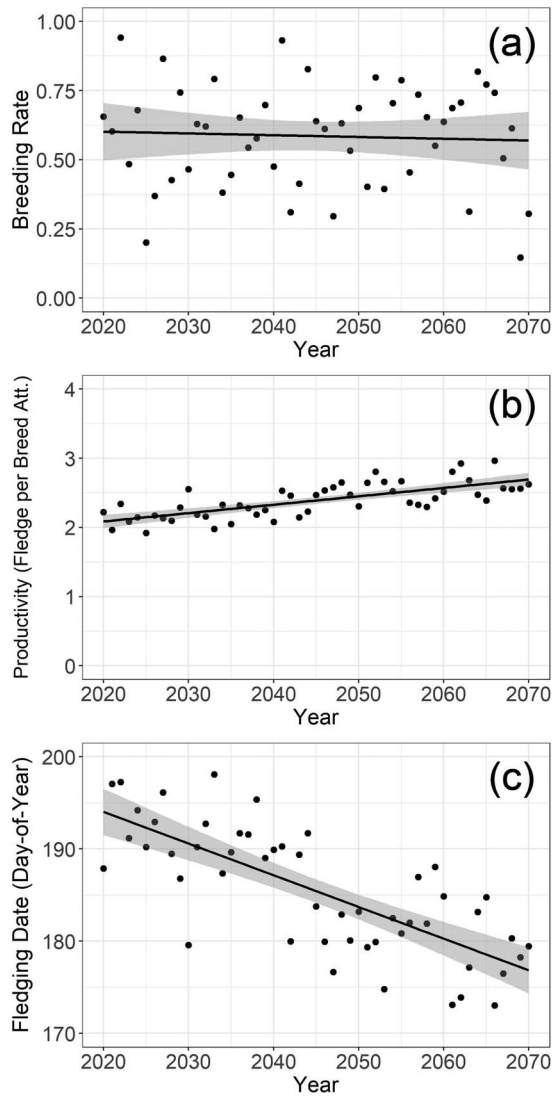 (a)
Breeding Rate
1.00
0.75
0.50
0.25
0.00
2020 2030 2040 2050 2060 2070
Year
(b)
Productivity (Fledge per Breed Att.)
4
3
2
1
0
2020 2030 2040 2050 2060 2070
Year
(c)
Fledging Date (Day-of-Year)
200
190
180
170
2020 2030 2040 2050 2060 2070
Year